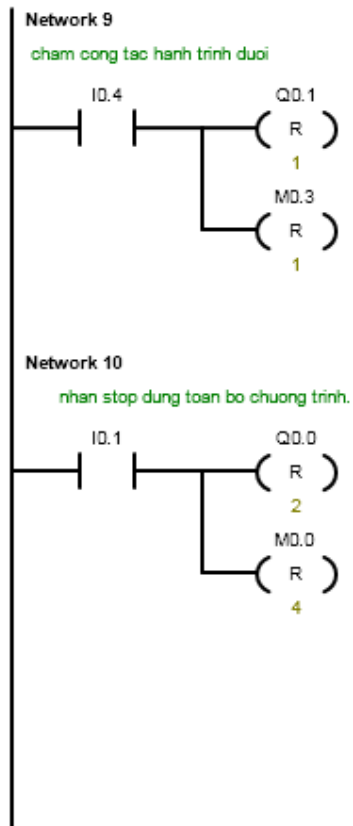 Network 9
cham cong tac hanh trinh duoi
I0.4 Q0.1
R
1
M0.3
R
1
Network 10
nhan stop dung toan bo chuong trinh.
I0.1 Q0.0
R
2
M0.0
R
4